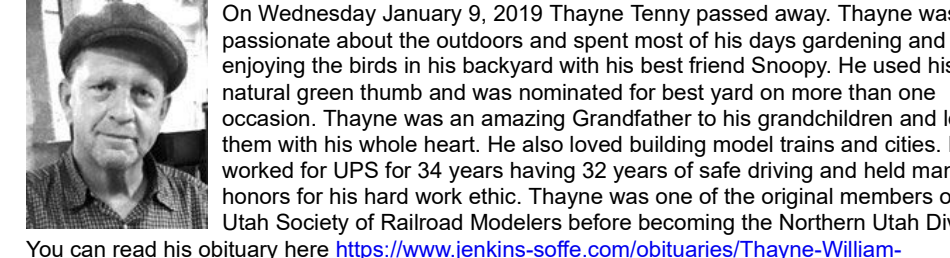 On Wednesday January 9, 2019 Thayne Tenny passed away. Thayne was
passionate about the outdoors and spent most of his days gardening and
enjoying the birds in his backyard with his best friend Snoopy. He used his
natural green thumb and was nominated for best yard on more than one
occasion. Thayne was an amazing Grandfather to his grandchildren and
them with his whole heart. He also loved building model trains and cities.
worked for UPS for 34 years having 32 years of safe driving and held
honors for his hard work ethic. Thayne was one of the original members
Utah Society of Railroad Modelers before becoming the Northern Utah
You can read his obituary here https://www.jenkins-soffe.com/obituaries/Thayne-William-